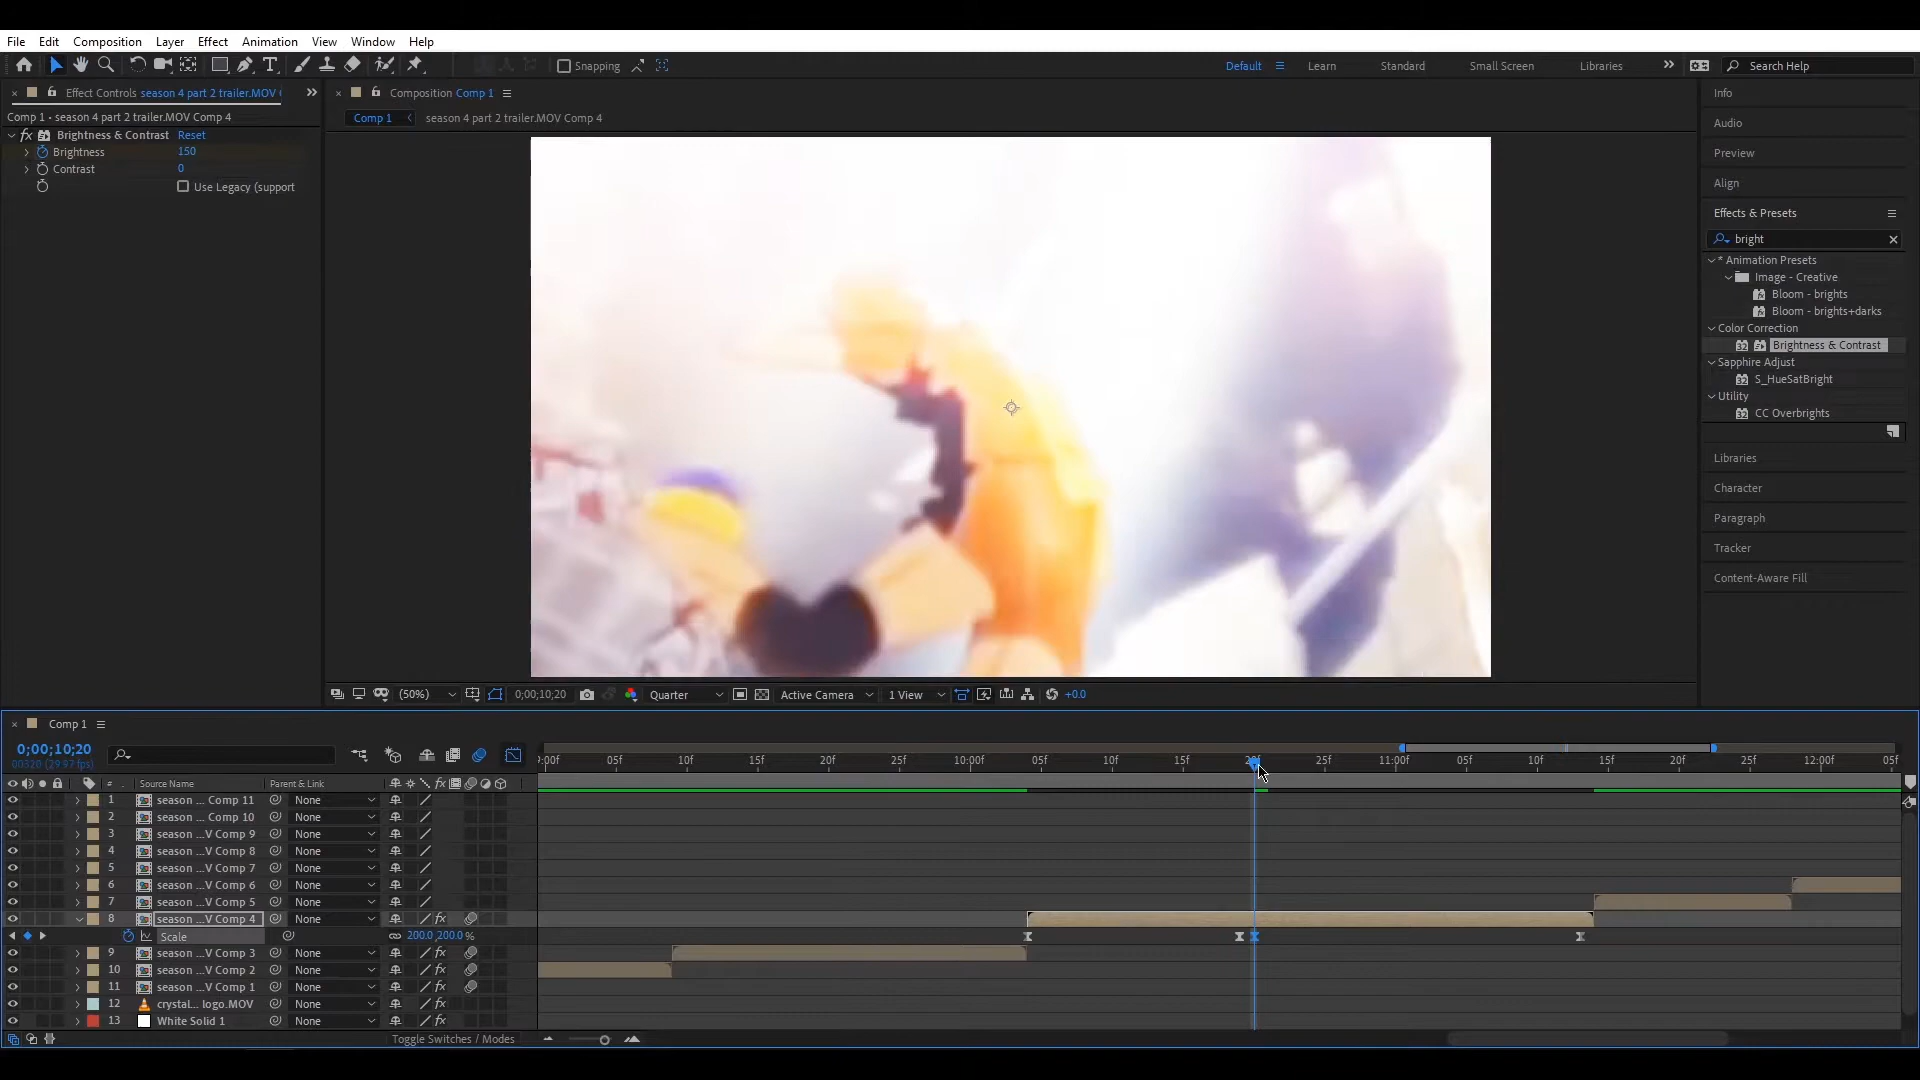 File Edit Composition Layer Effect Animation View Window Help
Snapping Default Learn Standard Small Screen Libraries Search Help
Effect Controls season 4 part 2 trailer.MOV
Comp 1 - season 4 part 2 trailer.MOV Comp 4
fx Brightness & Contrast Reset
Brightness 150
Contrast 0
Use Legacy (support
Composition Comp 1
Comp 1 season 4 part 2 trailer.MOV Comp 4
(50%) 0;00;10;20 Quarter Active Camera 1 View +0.0
Info
Audio
Preview
Align
Effects & Presets
bright
* Animation Presets
Image - Creative
Bloom - brights
Bloom - brights+darks
Color Correction
32 Brightness & Contrast
Sapphire Adjust
32 S_HueSatBright
Utility
32 CC Overbrights
Libraries
Character
Paragraph
Tracker
Content-Aware Fill
Comp 1
0;00;10;20
00320 (29.97 fps)
05f 10f 15f 20f 25f 10:00f 05f 10f 15f 25f 11:00f 05f 10f 15f 20f 25f 12:00f 05f
# Source Name Parent & Link fx
1 season ... Comp 11 None
2 season ... Comp 10 None
3 season ...V Comp 9 None
4 season ...V Comp 8 None
5 season ...V Comp 7 None
6 season ...V Comp 6 None
7 season ...V Comp 5 None
8 season ...V Comp 4 None fx
Scale 200.0,200.0 %
9 season ...V Comp 3 None fx
10 season ...V Comp 2 None fx
11 season ...V Comp 1 None fx
12 crystal... logo.MOV None fx
13 White Solid 1 None fx
Toggle Switches / Modes